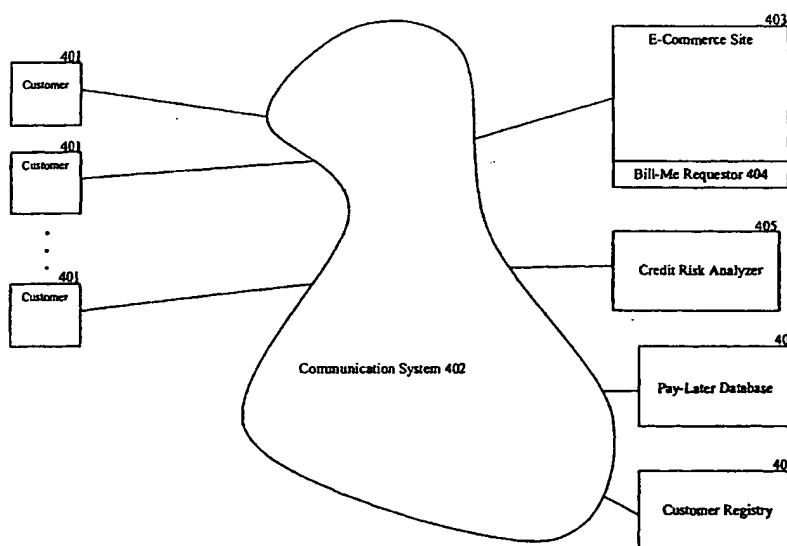 401
Customer
401
Customer
401
Customer
Communication System 402
403
E-Commerce Site
Bill-Me Requestor 404
405
Credit Risk Analyzer
Pay-Later Database
Customer Registry